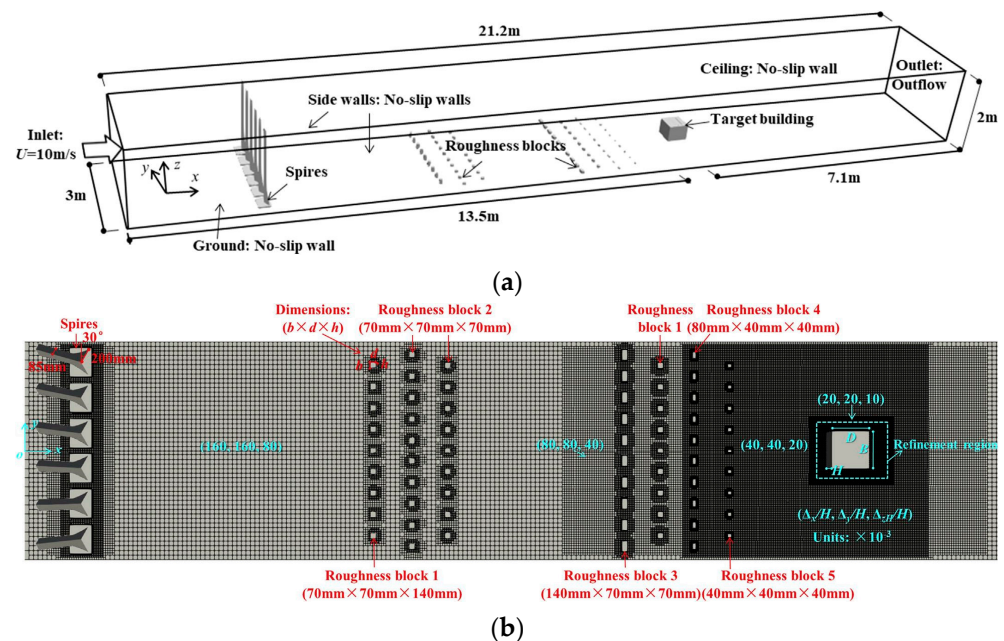 21.2m
Ceiling: No-slip wall
Outlet:
Outflow
Side walls: No-slip walls
2m
Inlet:
U=10m/s
Target building
Roughness blocks
y
z
x
Spires
7.1m
3m
13.5m
Ground: No-slip wall
(a)
Spires
Dimensions:
(b×d×h)
Roughness block 2
(70mm×70mm×70mm)
Roughness
block 1
Roughness block 4
(80mm×40mm×40mm)
30°
200mm
85mm
d
b
h
(20, 20, 10)
y
o
x
(160, 160, 80)
(80, 80, 40)
(40, 40, 20)
D
B
H
Refinement region
(Δx/H, Δy/H, ΔzH/H)
Units: ×10⁻³
Roughness block 1
(70mm×70mm×140mm)
Roughness block 3
(140mm×70mm×70mm)
Roughness block 5
(40mm×40mm×40mm)
(b)